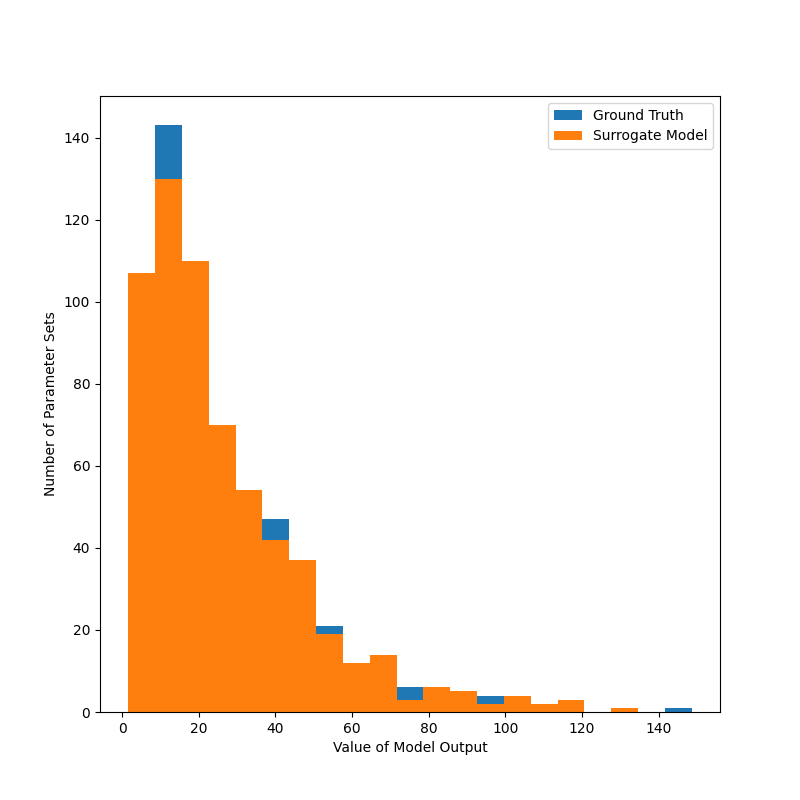 Ground Truth
Surrogate Model
Number of Parameter Sets
140
120
100
80
60
40
20
0
0 20 40 60 80 100 120 140
Value of Model Output